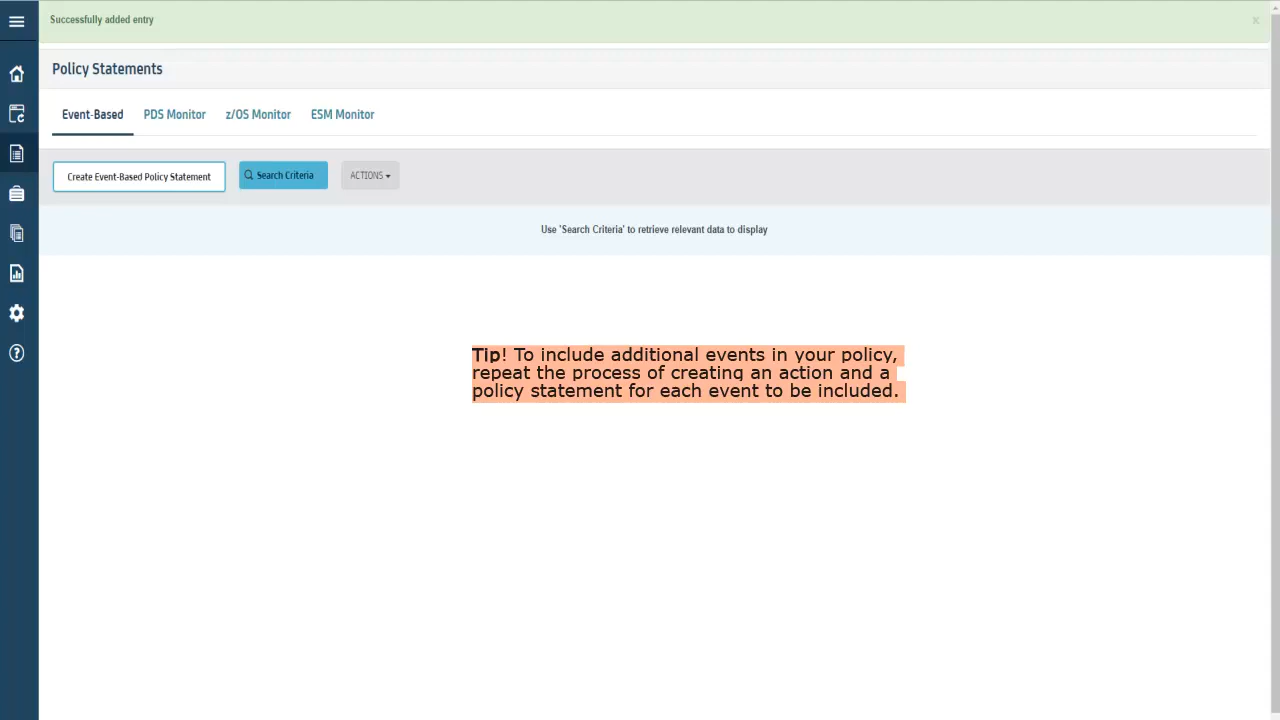 Successfully added entry
x
Policy Statements
Event-Based PDS Monitor z/OS Monitor ESM Monitor
Create Event-Based Policy Statement Search Criteria ACTIONS
Use 'Search Criteria' to retrieve relevant data to display
Tip! To include additional events in your policy,
repeat the process of creating an action and a
policy statement for each event to be included.